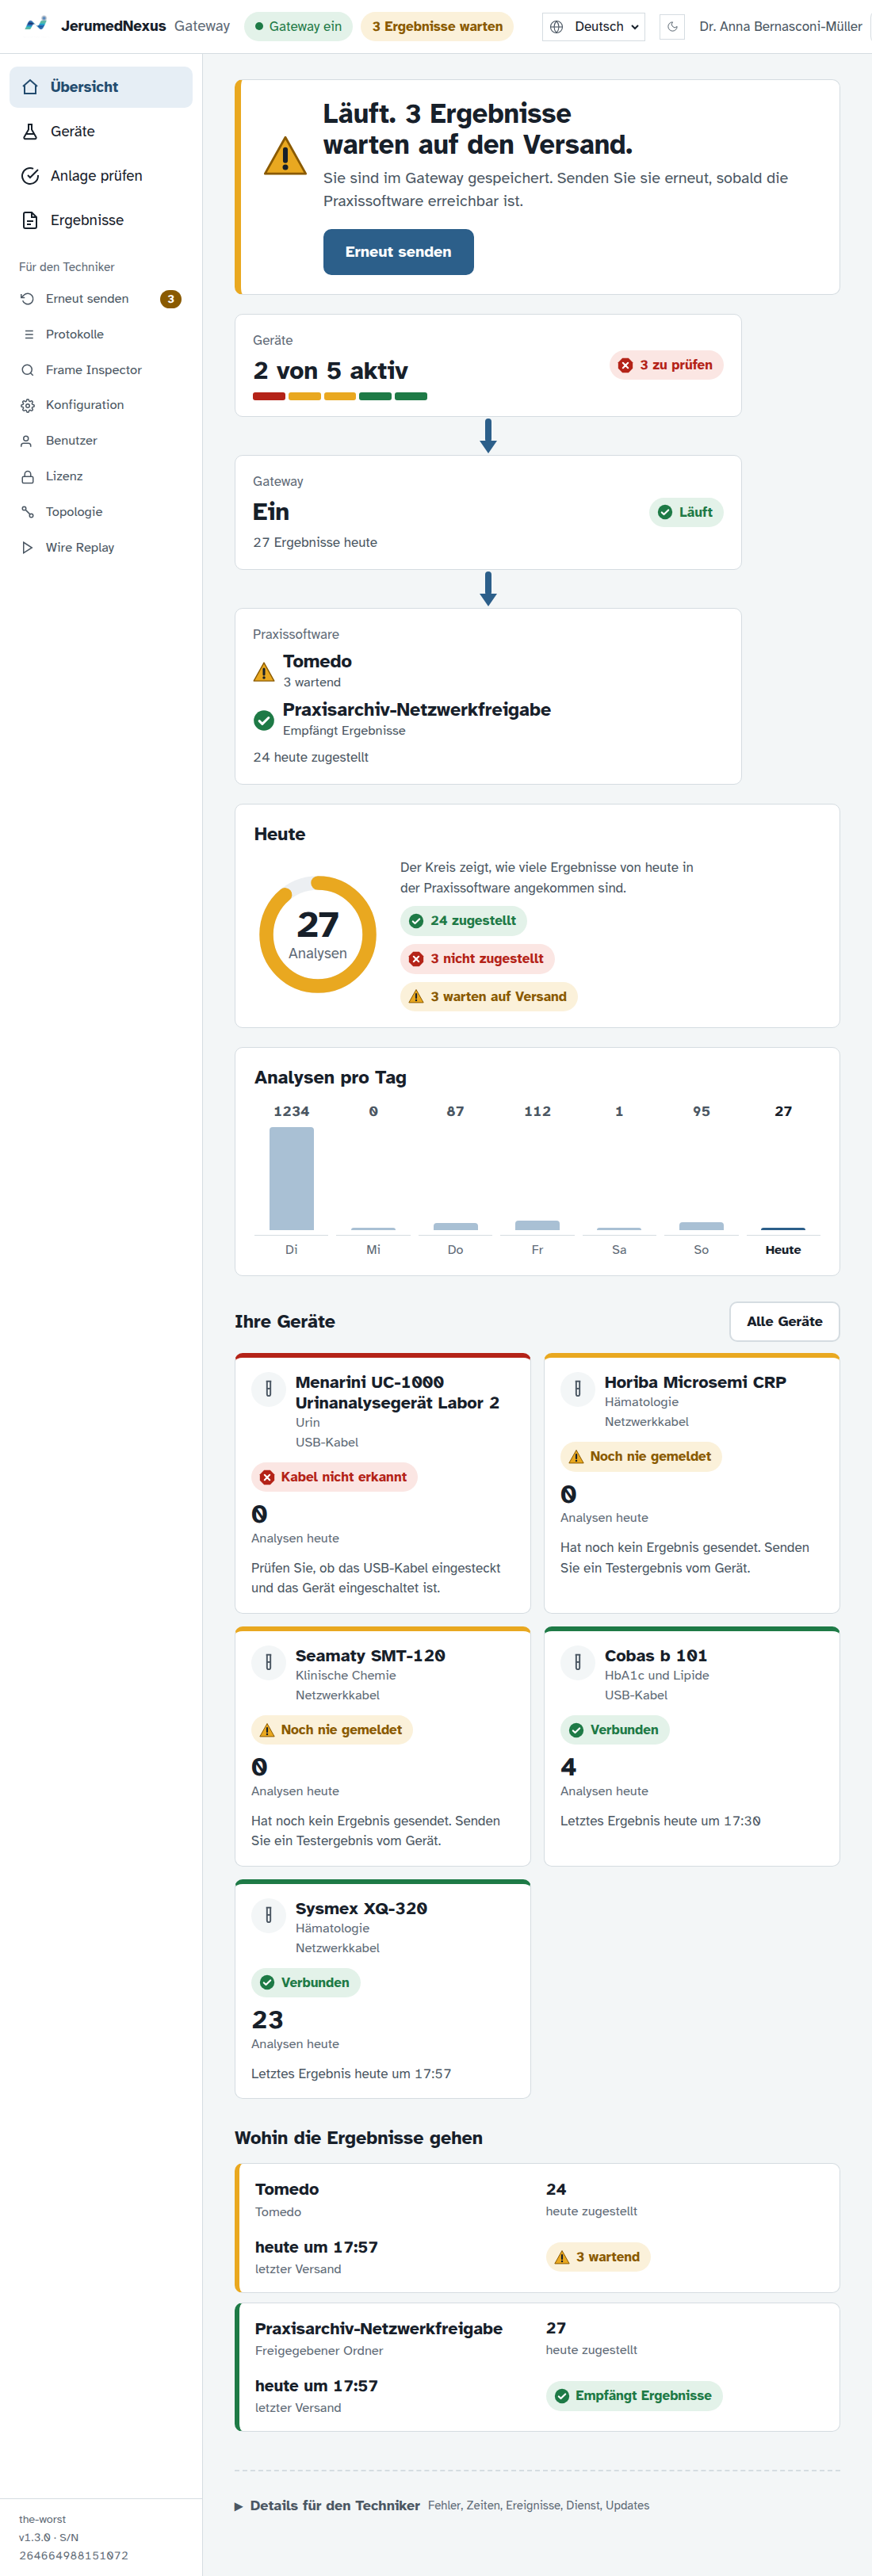 JerumedNexus Gateway
Gateway ein
3 Ergebnisse warten
Deutsch
Dr. Anna Bernasconi-Müller
Übersicht
Geräte
Anlage prüfen
Ergebnisse
Für den Techniker
Erneut senden 3
Protokolle
Frame Inspector
Konfiguration
Benutzer
Lizenz
Topologie
Wire Replay
the-worst
v1.3.0 · S/N
264664988151072
Läuft. 3 Ergebnisse
warten auf den Versand.
Sie sind im Gateway gespeichert. Senden Sie sie erneut, sobald die
Praxissoftware erreichbar ist.
Erneut senden
Geräte
2 von 5 aktiv
3 zu prüfen
Gateway
Ein
Läuft
27 Ergebnisse heute
Praxissoftware
Tomedo
3 wartend
Praxisarchiv-Netzwerkfreigabe
Empfängt Ergebnisse
24 heute zugestellt
Heute
27
Analysen
Der Kreis zeigt, wie viele Ergebnisse von heute in
der Praxissoftware angekommen sind.
24 zugestellt
3 nicht zugestellt
3 warten auf Versand
Analysen pro Tag
1234 0 87 112 1 95 27
Di Mi Do Fr Sa So Heute
Ihre Geräte
Alle Geräte
Menarini UC-1000
Urinanalysegerät Labor 2
Urin
USB-Kabel
Kabel nicht erkannt
0
Analysen heute
Prüfen Sie, ob das USB-Kabel eingesteckt
und das Gerät eingeschaltet ist.
Horiba Microsemi CRP
Hämatologie
Netzwerkkabel
Noch nie gemeldet
0
Analysen heute
Hat noch kein Ergebnis gesendet. Senden
Sie ein Testergebnis vom Gerät.
Seamaty SMT-120
Klinische Chemie
Netzwerkkabel
Noch nie gemeldet
0
Analysen heute
Hat noch kein Ergebnis gesendet. Senden
Sie ein Testergebnis vom Gerät.
Cobas b 101
HbA1c und Lipide
USB-Kabel
Verbunden
4
Analysen heute
Letztes Ergebnis heute um 17:30
Sysmex XQ-320
Hämatologie
Netzwerkkabel
Verbunden
23
Analysen heute
Letztes Ergebnis heute um 17:57
Wohin die Ergebnisse gehen
Tomedo
Tomedo
24
heute zugestellt
heute um 17:57
letzter Versand
3 wartend
Praxisarchiv-Netzwerkfreigabe
Freigegebener Ordner
27
heute zugestellt
heute um 17:57
letzter Versand
Empfängt Ergebnisse
Details für den Techniker Fehler, Zeiten, Ereignisse, Dienst, Updates